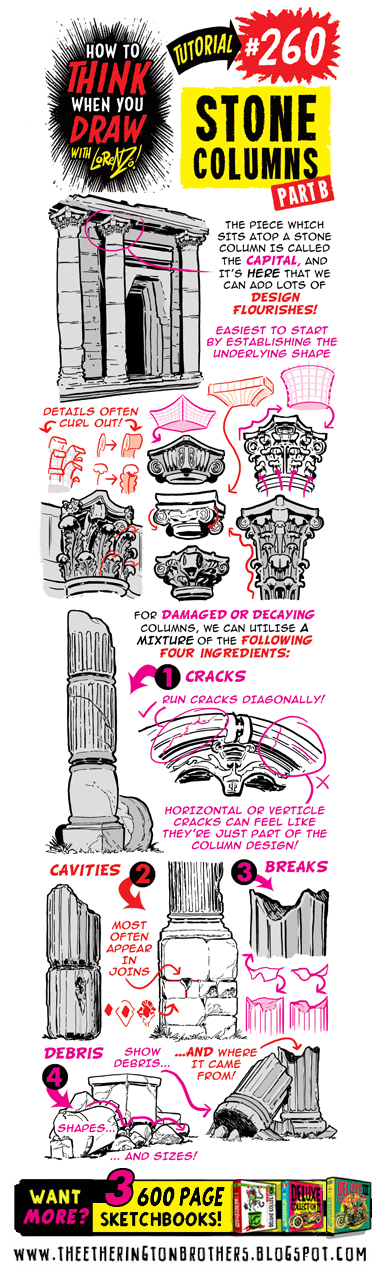 HOW TO
THINK
WHEN YOU
DRAW
WITH LORENZO!
TUTORIAL
#260
STONE
COLUMNS
PART B
THE PIECE WHICH
SITS ATOP A STONE
COLUMN IS CALLED
THE CAPITAL, AND
IT'S HERE THAT WE
CAN ADD LOTS OF
DESIGN
FLOURISHES!
EASIEST TO START
BY ESTABLISHING THE
UNDERLYING SHAPE
DETAILS OFTEN
CURL OUT!
FOR DAMAGED OR DECAYING
COLUMNS, WE CAN UTILISE A
MIXTURE OF THE FOLLOWING
FOUR INGREDIENTS:
1 CRACKS
RUN CRACKS DIAGONALLY!
HORIZONTAL OR VERTICLE
CRACKS CAN FEEL LIKE
THEY'RE JUST PART OF THE
COLUMN DESIGN!
CAVITIES 2
MOST
OFTEN
APPEAR
IN
JOINS
3 BREAKS
DEBRIS
4
SHOW
DEBRIS...
...AND WHERE
IT CAME
FROM!
SHAPES...
... AND SIZES!
WANT
MORE?
3 600 PAGE
SKETCHBOOKS!
WWW.THEETHERINGTONBROTHERS.BLOGSPOT.COM